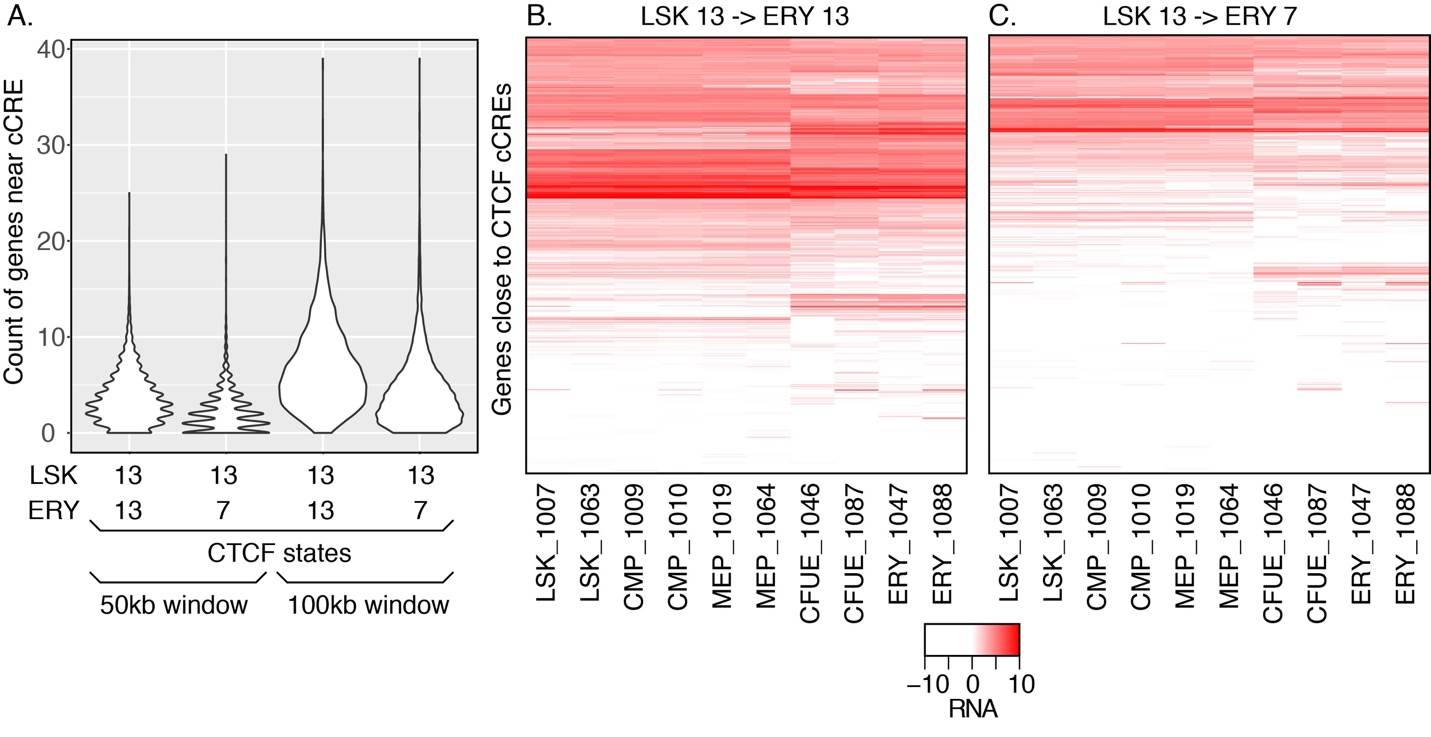 A.
B.
LSK 13 -> ERY 13
C.
LSK 13 -> ERY 7
Count of genes near cCRE
40
30
20
10
0
LSK 13 13 13 13
ERY 13 7 13 7
CTCF states
50kb window 100kb window
Genes close to CTCF cCREs
LSK_1007
LSK_1063
CMP_1009
CMP_1010
MEP_1019
MEP_1064
CFUE_1046
CFUE_1087
ERY_1047
ERY_1088
LSK_1007
LSK_1063
CMP_1009
CMP_1010
MEP_1019
MEP_1064
CFUE_1046
CFUE_1087
ERY_1047
ERY_1088
−10 0 10
RNA